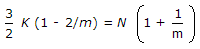 3/2 K (1 - 2/m) = N (1 + 1/m)